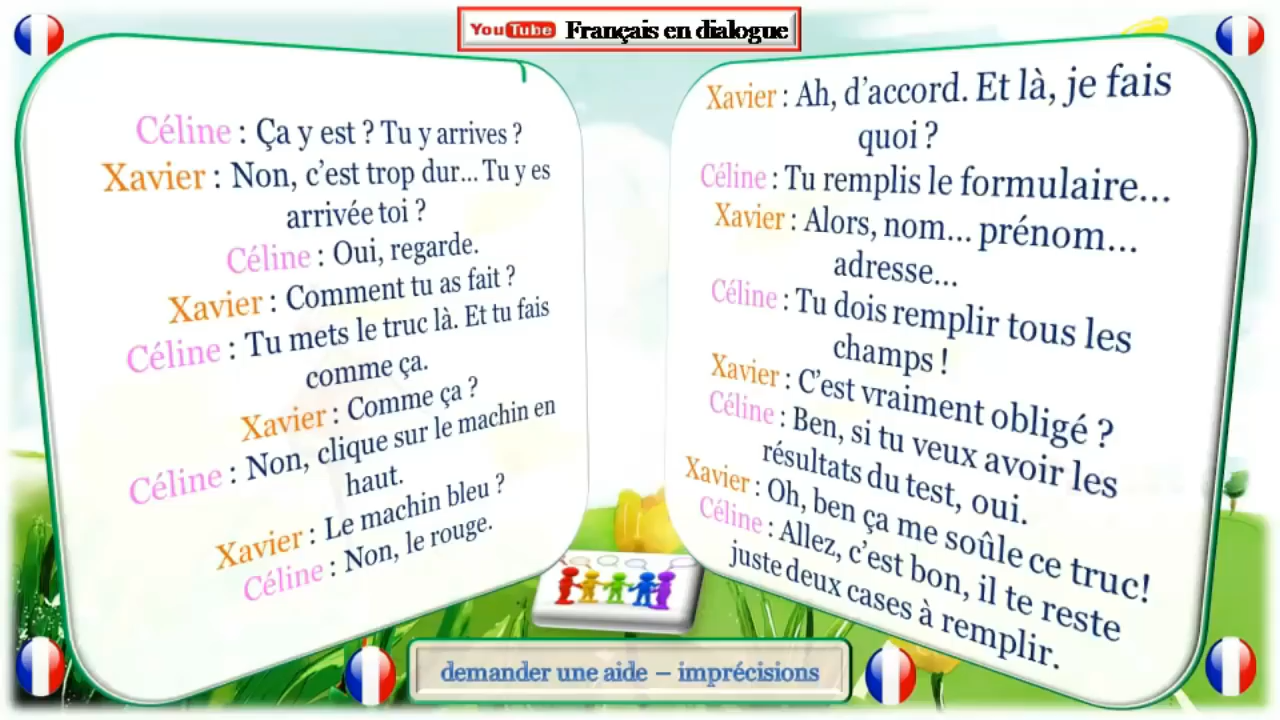 YouTube Français en dialogue
Céline : Ça y est ? Tu y arrives ?
Xavier : Non, c’est trop dur... Tu y es
arrivée toi ?
Céline : Oui, regarde.
Xavier : Comment tu as fait ?
Céline : Tu mets le truc là. Et tu fais
comme ça.
Xavier : Comme ça ?
Céline : Non, clique sur le machin en
haut.
Xavier : Le machin bleu ?
Céline : Non, le rouge.
Xavier : Ah, d’accord. Et là, je fais
quoi ?
Céline : Tu remplis le formulaire...
Xavier : Alors, nom... prénom...
adresse...
Céline : Tu dois remplir tous les
champs !
Xavier : C’est vraiment obligé ?
Céline : Ben, si tu veux avoir les
résultats du test, oui.
Xavier : Oh, ben ça me soûle ce truc!
Céline : Allez, c’est bon, il te reste
juste deux cases à remplir.
demander une aide – imprécisions